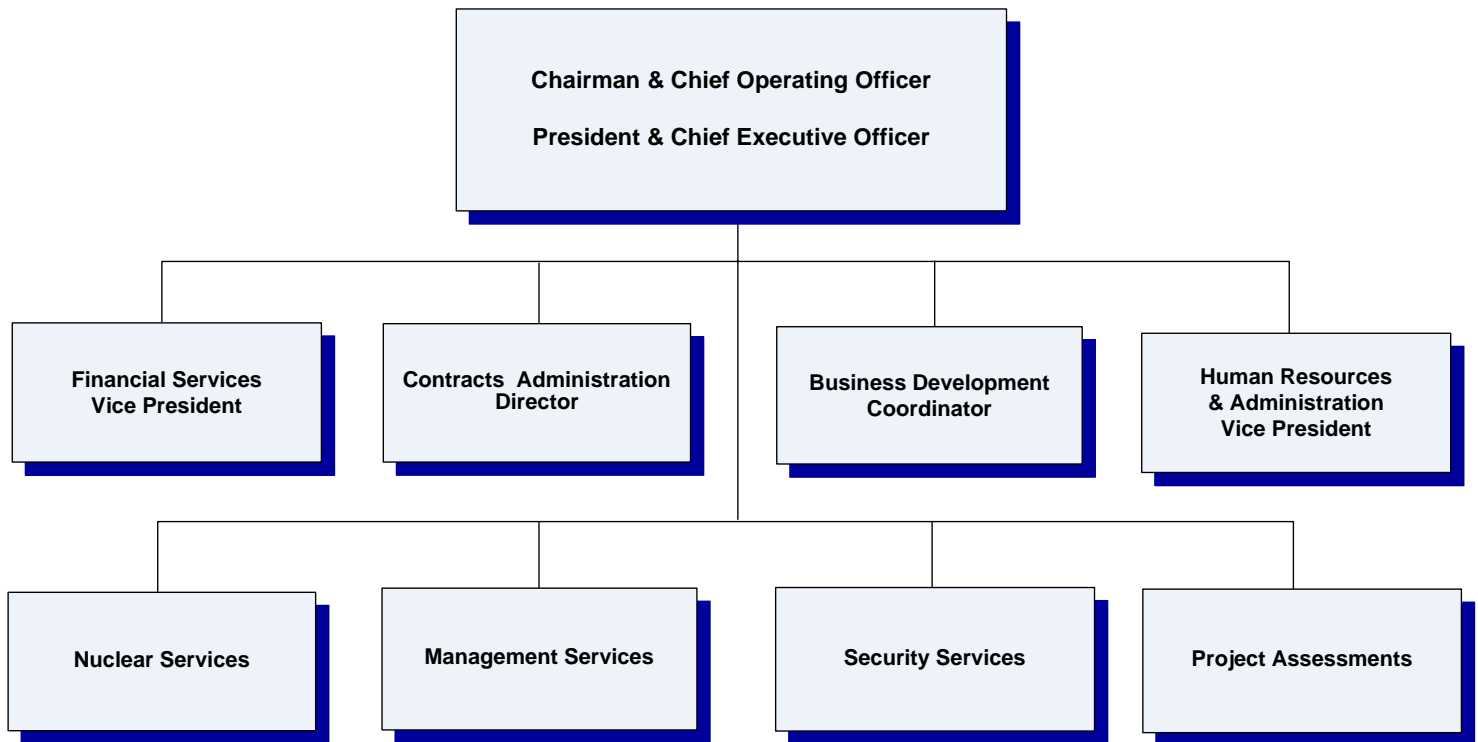 Chairman & Chief Operating Officer
President & Chief Executive Officer
Financial Services
Vice President
Contracts  Administration
Director
Business Development
Coordinator
Human Resources
& Administration
Vice President
Nuclear Services
Management Services
Security Services
Project Assessments